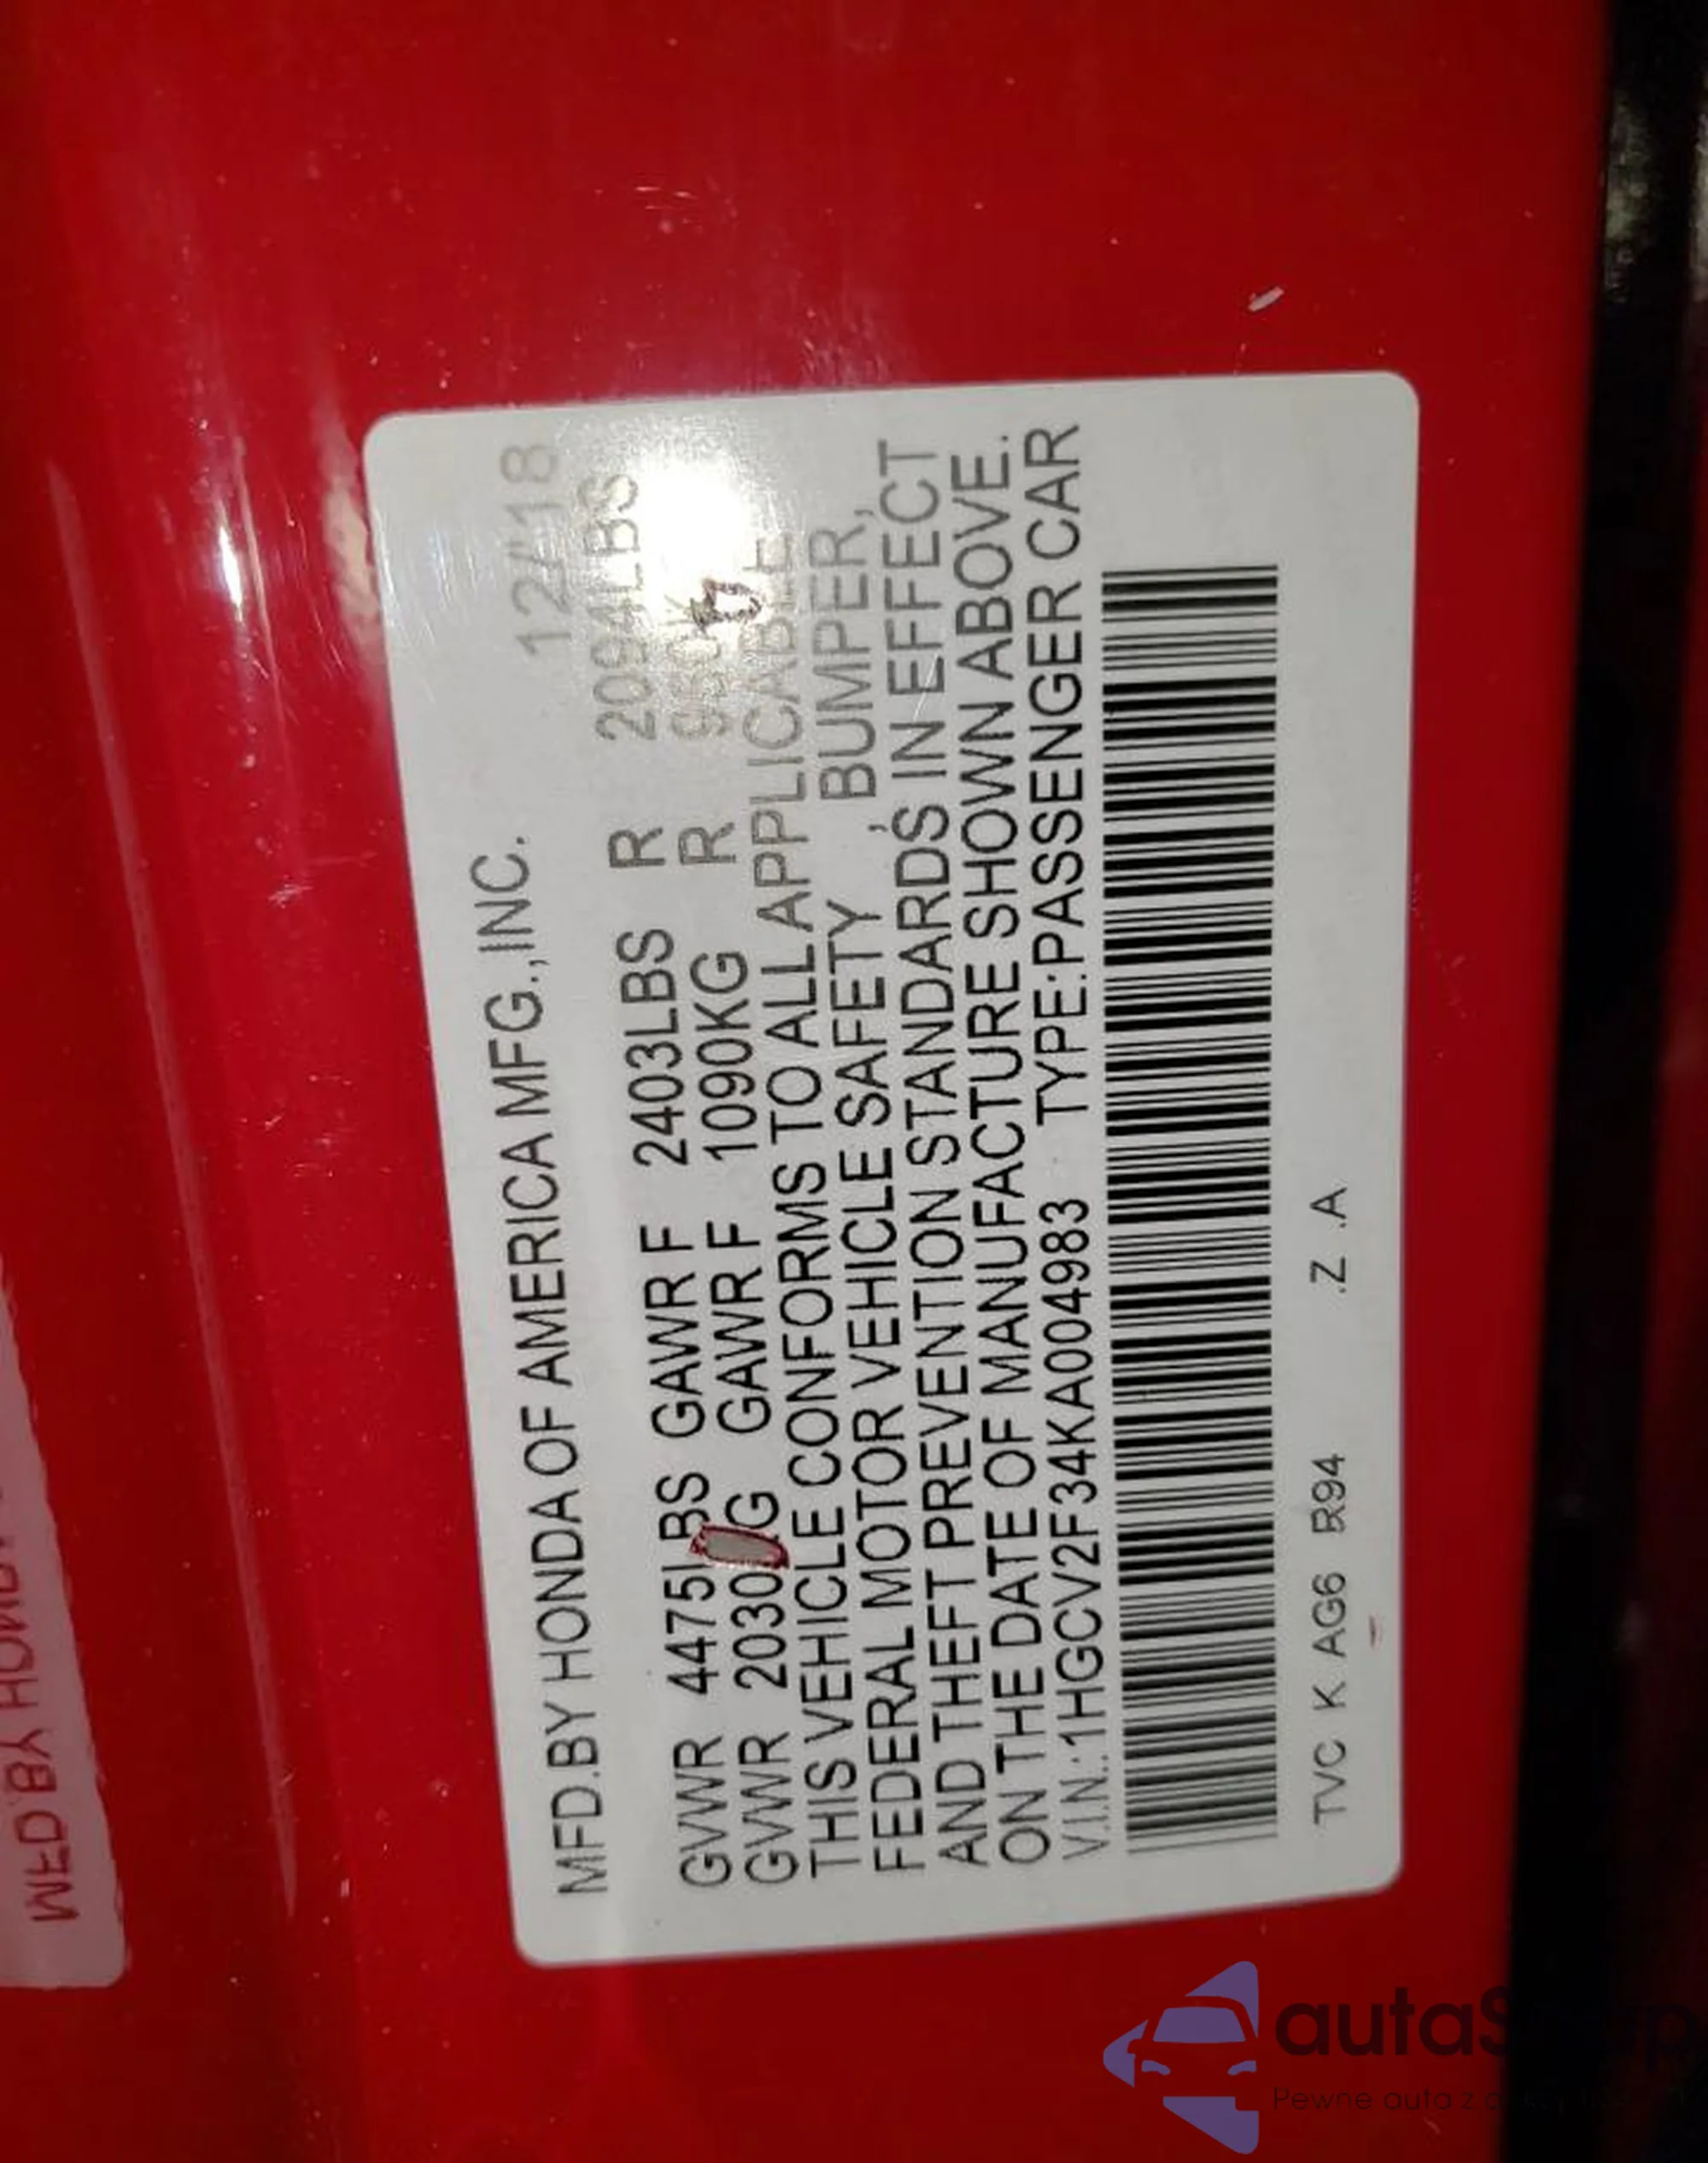 MFD.BY HONDA OF AMERICA MFG.,INC. 12/18
GVWR 4475LBS GAWR F 2403LBS R 2094LBS
GVWR 2030 G GAWR F 1090KG R
THIS VEHICLE CONFORMS TO ALL APPLICABLE
FEDERAL MOTOR VEHICLE SAFETY , BUMPER,
AND THEFT PREVENTION STANDARDS IN EFFECT
ON THE DATE OF MANUFACTURE SHOWN ABOVE.
V.I.N.:1HGCV2F34KA004983 TYPE:PASSENGER CAR
TVC K AG6 R94 .Z .A
MFD BY
Pewne auta z